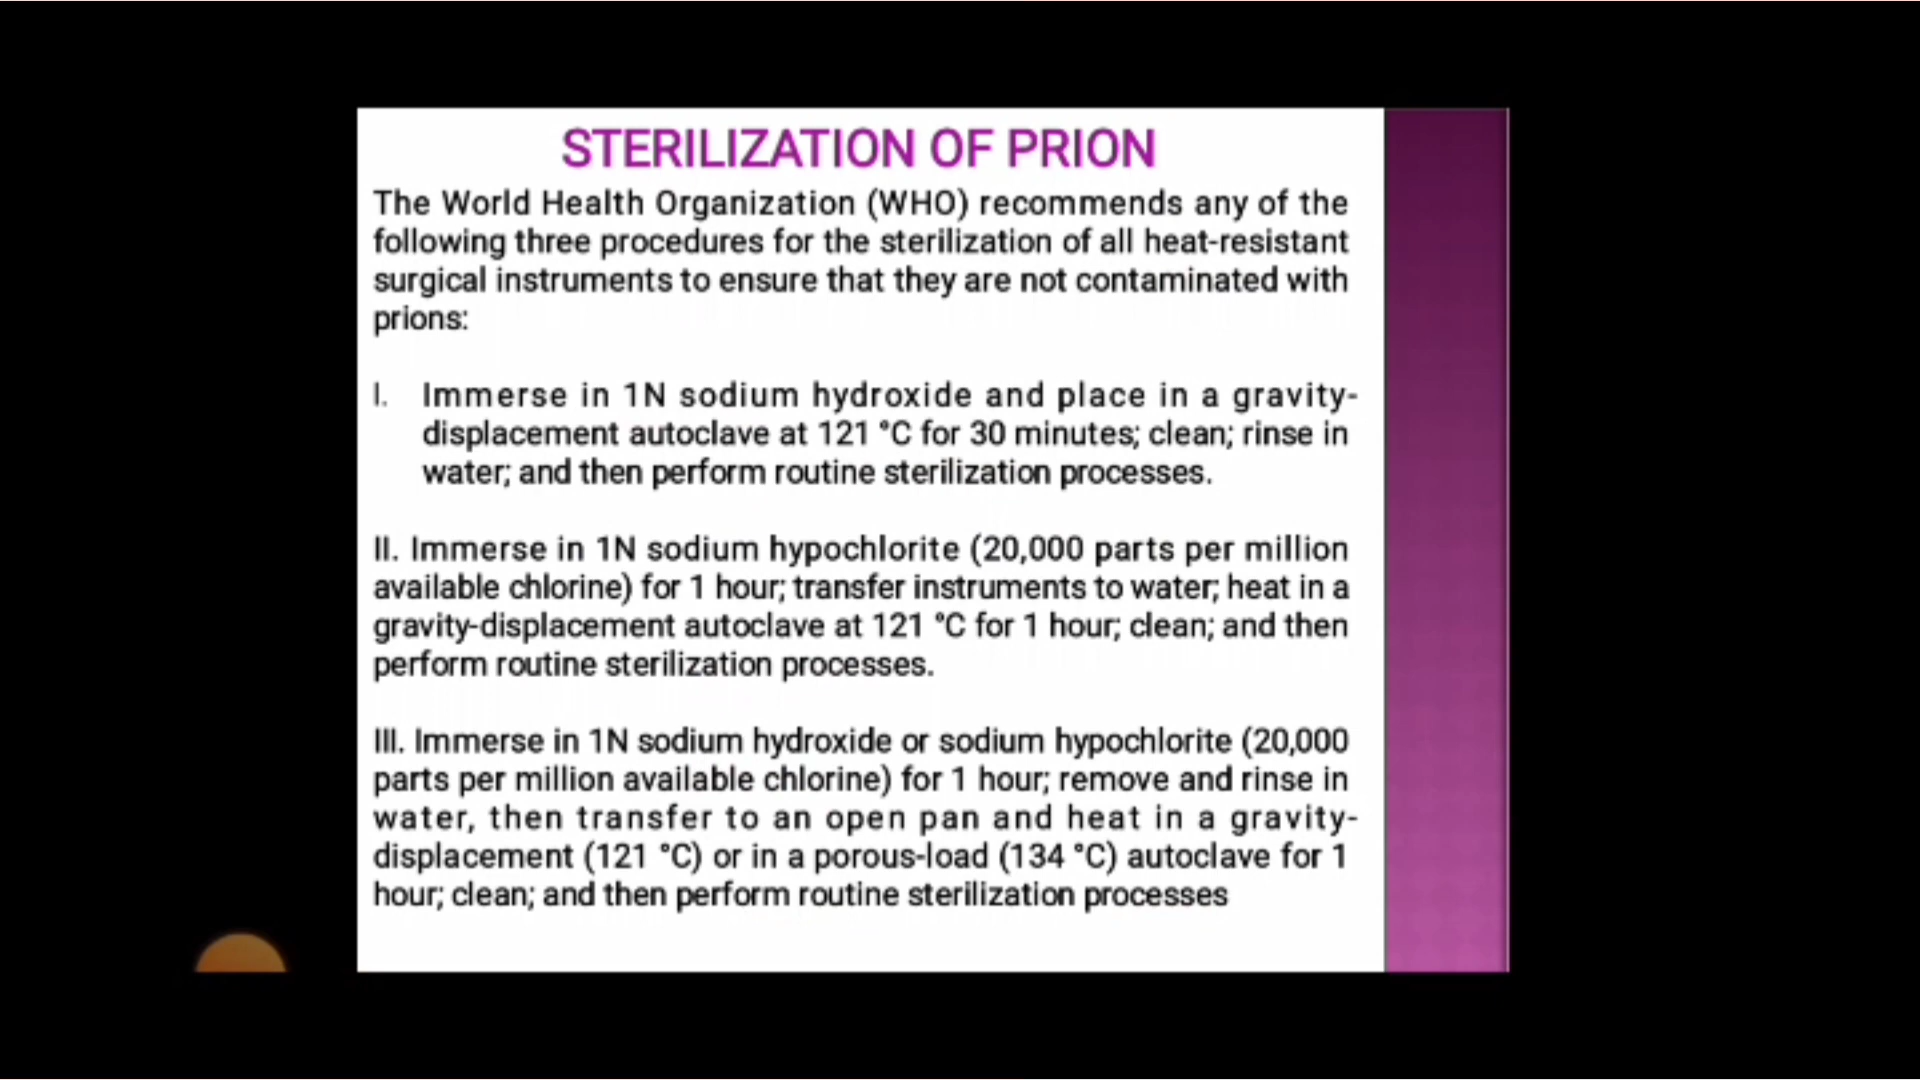 STERILIZATION OF PRION
The World Health Organization (WHO) recommends any of the
following three procedures for the sterilization of all heat-resistant
surgical instruments to ensure that they are not contaminated with
prions:
I. Immerse in 1N sodium hydroxide and place in a gravity-
displacement autoclave at 121 °C for 30 minutes; clean; rinse in
water; and then perform routine sterilization processes.
II. Immerse in 1N sodium hypochlorite (20,000 parts per million
available chlorine) for 1 hour; transfer instruments to water; heat in a
gravity-displacement autoclave at 121 °C for 1 hour; clean; and then
perform routine sterilization processes.
III. Immerse in 1N sodium hydroxide or sodium hypochlorite (20,000
parts per million available chlorine) for 1 hour; remove and rinse in
water, then transfer to an open pan and heat in a gravity-
displacement (121 °C) or in a porous-load (134 °C) autoclave for 1
hour; clean; and then perform routine sterilization processes